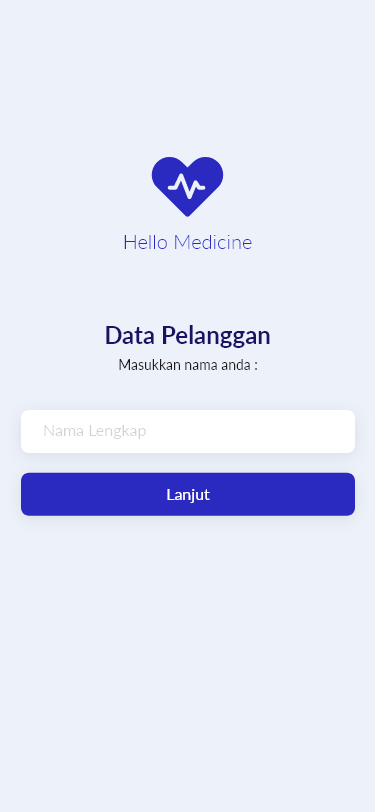 Hello Medicine
Data Pelanggan
Masukkan nama anda :
Nama Lengkap
Lanjut